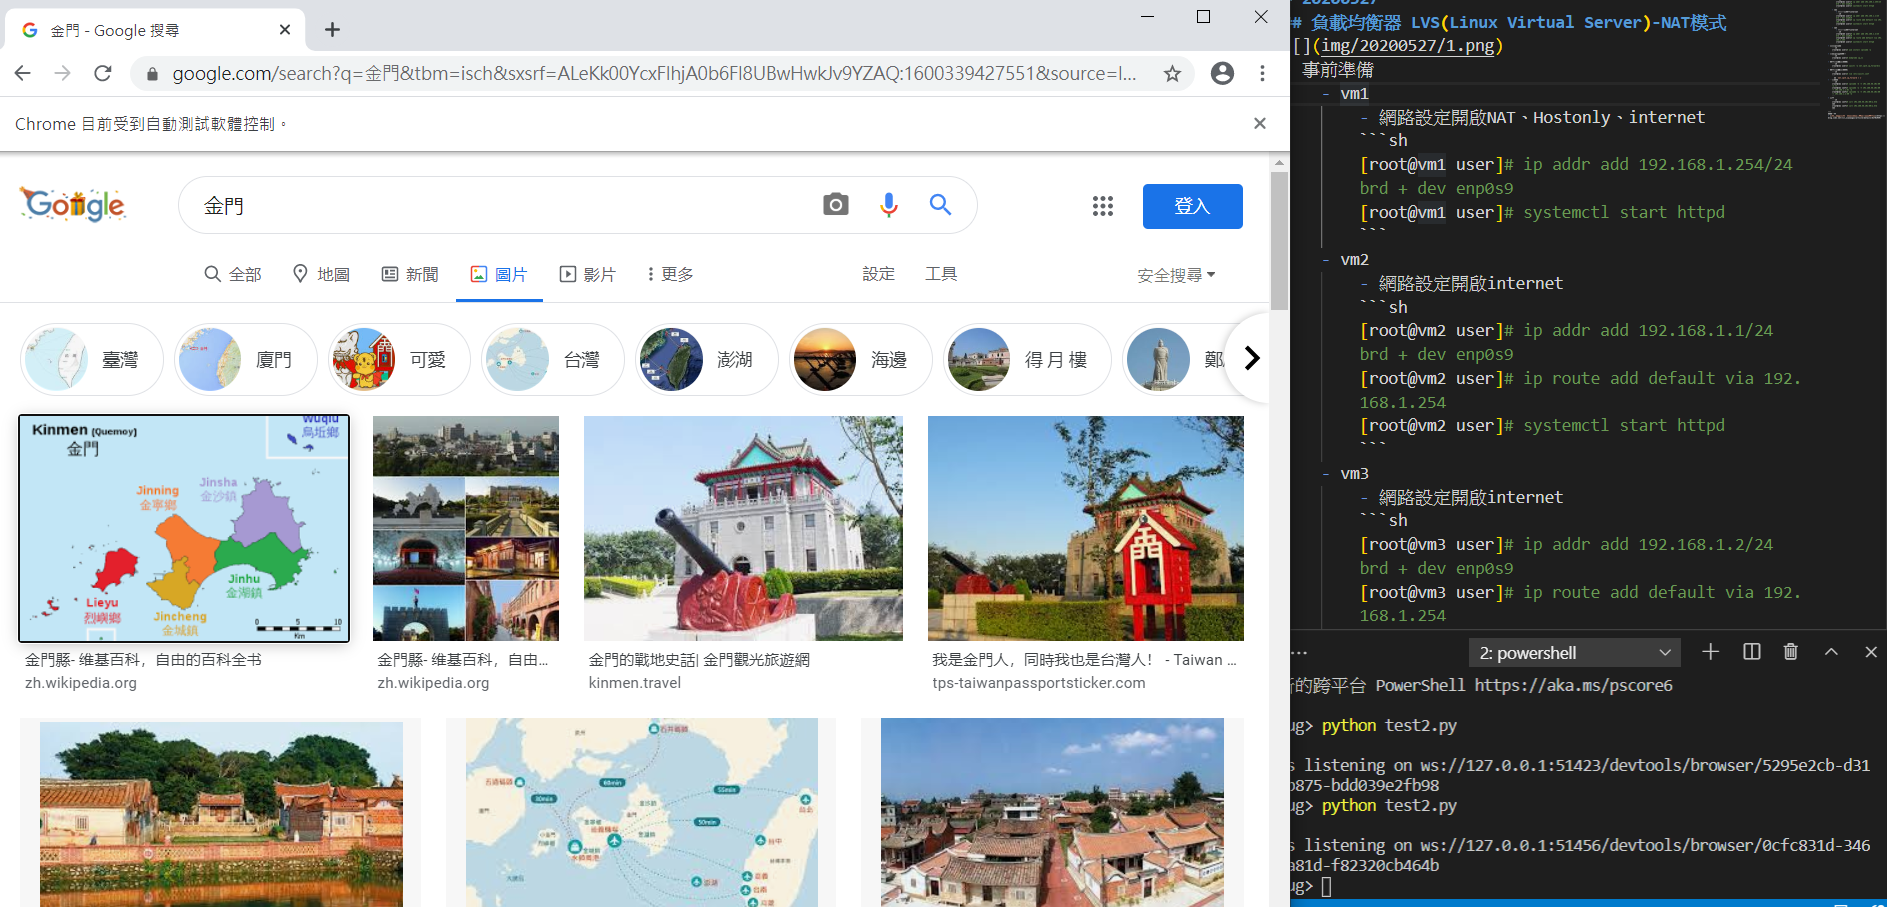 金門 - Google 搜尋
google.com/search?q=金門&tbm=isch&sxsrf=ALeKk00YcxFlhjA0b6Fl8UBwHwkJv9YZAQ:1600339427551&source=l...
Chrome 目前受到自動測試軟體控制。
Google
金門
登入
全部
地圖
新聞
圖片
影片
更多
設定
工具
安全搜尋
臺灣
廈門
可愛
台灣
澎湖
海邊
得 月 樓
Kinmen (Quemoy)
金門
Wuqiu
烏坵鄉
Jinning
金寧鄉
Jinsha
金沙鎮
Lieyu
烈嶼鄉
Jinhu
金湖鎮
Jincheng
金城鎮
0 5 10
Km
金門縣- 维基百科，自由的百科全书
zh.wikipedia.org
金門縣- 维基百科，自由...
zh.wikipedia.org
金門的戰地史話| 金門觀光旅遊網
kinmen.travel
我是金門人，同時我也是台灣人！ - Taiwan ...
tps-taiwanpassportsticker.com
60min
30min
55min
50min
台北
台中
澎湖
嘉義
台南
# 負載均衡器 LVS(Linux Virtual Server)-NAT模式
[](img/20200527/1.png)
事前準備
- vm1
- 網路設定開啟NAT、Hostonly、internet
```sh
[root@vm1 user]# ip addr add 192.168.1.254/24
brd + dev enp0s9
[root@vm1 user]# systemctl start httpd
```
- vm2
- 網路設定開啟internet
```sh
[root@vm2 user]# ip addr add 192.168.1.1/24
brd + dev enp0s9
[root@vm2 user]# ip route add default via 192.
168.1.254
[root@vm2 user]# systemctl start httpd
```
- vm3
- 網路設定開啟internet
```sh
[root@vm3 user]# ip addr add 192.168.1.2/24
brd + dev enp0s9
[root@vm3 user]# ip route add default via 192.
168.1.254
2: powershell
的跨平台 PowerShell https://aka.ms/pscore6
ug> python test2.py
s listening on ws://127.0.0.1:51423/devtools/browser/5295e2cb-d31
b875-bdd039e2fb98
ug> python test2.py
s listening on ws://127.0.0.1:51456/devtools/browser/0cfc831d-346
a81d-f82320cb464b
ug>